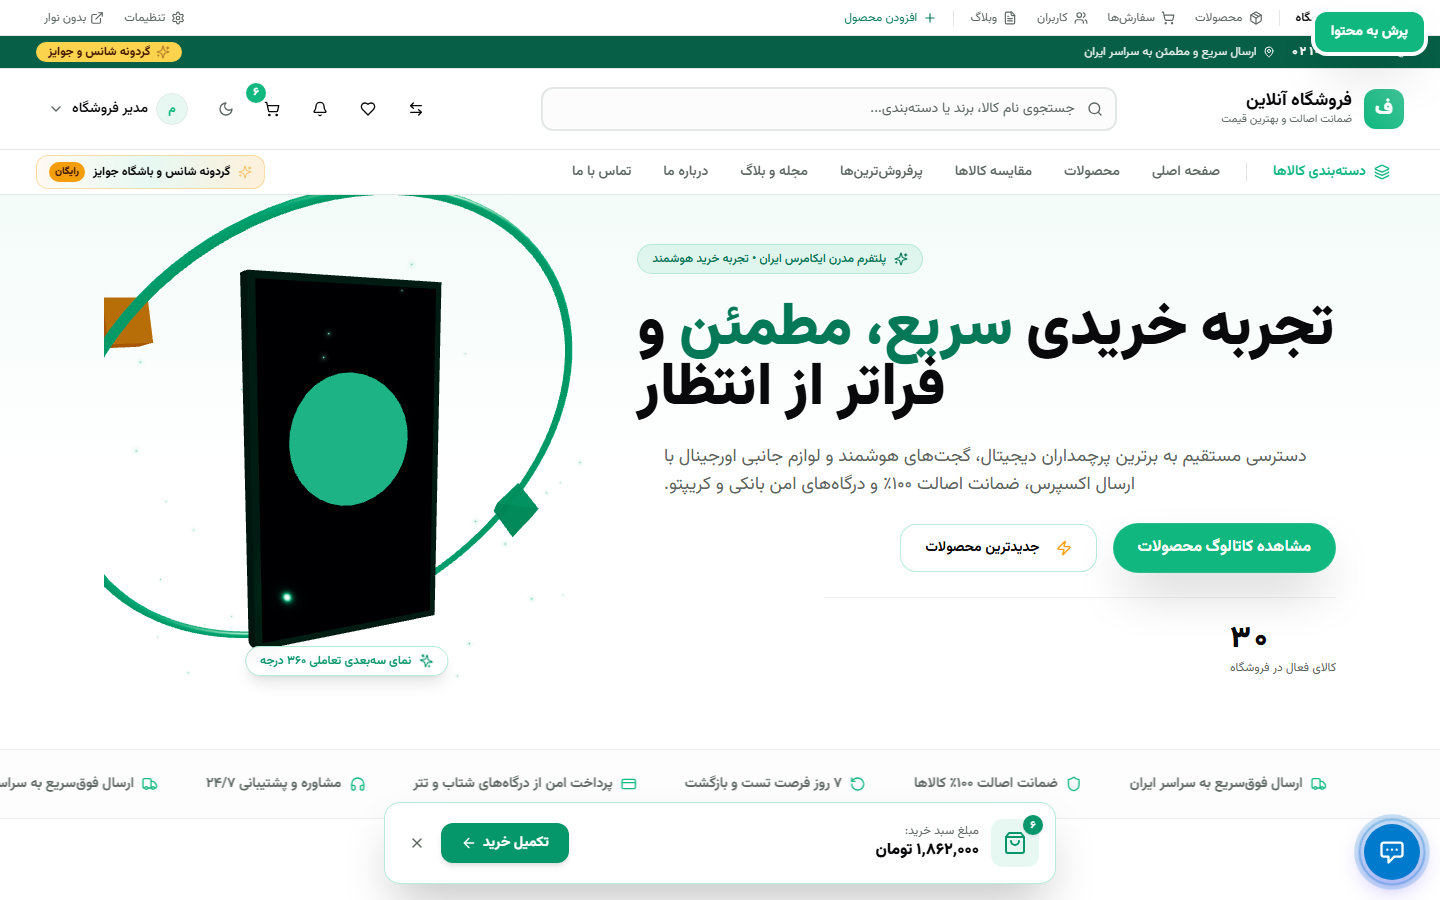 پرش به محتوا
محصولات
سفارش‌ها
کاربران
وبلاگ
افزودن محصول
تنظیمات
بدون نوار
ارسال سریع و مطمئن به سراسر ایران
گردونه شانس و جوایز
ف
فروشگاه آنلاین
ضمانت اصالت و بهترین قیمت
جستجوی نام کالا، برند یا دسته‌بندی...
۶
م
مدیر فروشگاه
دسته‌بندی کالاها
صفحه اصلی
محصولات
مقایسه کالاها
پرفروش‌ترین‌ها
مجله و بلاگ
درباره ما
تماس با ما
گردونه شانس و باشگاه جوایز
رایگان
پلتفرم مدرن ایکامرس ایران • تجربه خرید هوشمند
تجربه خریدی سریع، مطمئن و
فراتر از انتظار
دسترسی مستقیم به برترین پرچمداران دیجیتال، گجت‌های هوشمند و لوازم جانبی اورجینال با
ارسال اکسپرس، ضمانت اصالت ۱۰۰٪ و درگاه‌های امن بانکی و کریپتو.
مشاهده کاتالوگ محصولات
جدیدترین محصولات
۳۰
کالای فعال در فروشگاه
نمای سه‌بعدی تعاملی ۳۶۰ درجه
ارسال فوق‌سریع به سراسر ایران
ضمانت اصالت ۱۰۰٪ کالاها
۷ روز فرصت تست و بازگشت
پرداخت امن از درگاه‌های شتاب و تتر
مشاوره و پشتیبانی ۲۴/۷
ارسال فوق‌سریع به سراسر
۶
مبلغ سبد خرید:
۱,۸۶۲,۰۰۰ تومان
تکمیل خرید